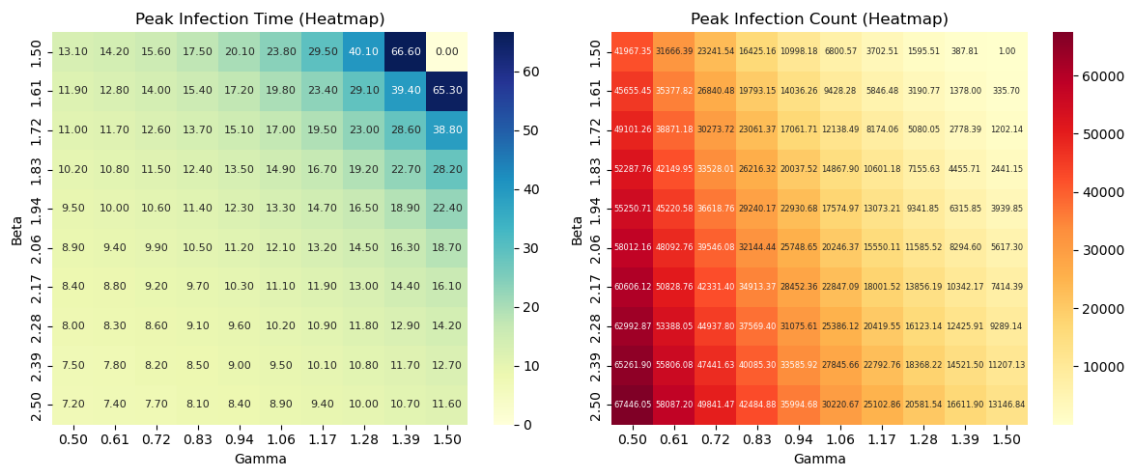 Peak Infection Time (Heatmap)
Beta
1.50 13.10 14.20 15.60 17.50 20.10 23.80 29.50 40.10 66.60 0.00
1.61 11.90 12.80 14.00 15.40 17.20 19.80 23.40 29.10 39.40 65.30
1.72 11.00 11.70 12.60 13.70 15.10 17.00 19.50 23.00 28.60 38.80
1.83 10.20 10.80 11.50 12.40 13.50 14.90 16.70 19.20 22.70 28.20
1.94 9.50 10.00 10.60 11.40 12.30 13.30 14.70 16.50 18.90 22.40
2.06 8.90 9.40 9.90 10.50 11.20 12.10 13.20 14.50 16.30 18.70
2.17 8.40 8.80 9.20 9.70 10.30 11.10 11.90 13.00 14.40 16.10
2.28 8.00 8.30 8.60 9.10 9.60 10.20 10.90 11.80 12.90 14.20
2.39 7.50 7.80 8.20 8.50 9.00 9.50 10.10 10.80 11.70 12.70
2.50 7.20 7.40 7.70 8.10 8.40 8.90 9.40 10.00 10.70 11.60
0.50 0.61 0.72 0.83 0.94 1.06 1.17 1.28 1.39 1.50
Gamma
60
50
40
30
20
10
0
Peak Infection Count (Heatmap)
Beta
1.50 41967.35 31666.39 23241.54 16425.16 10998.18 6800.57 3702.51 1595.51 387.81 1.00
1.61 45655.45 35377.82 26840.48 19793.15 14036.26 9428.28 5846.48 3190.77 1378.00 335.70
1.72 49101.26 38871.18 30273.72 23061.37 17061.71 12138.49 8174.06 5080.05 2778.39 1202.14
1.83 52287.76 42149.95 33528.01 26216.32 20037.52 14867.90 10601.18 7155.63 4455.71 2441.15
1.94 55250.71 45220.58 36618.76 29240.17 22930.68 17574.97 13073.21 9341.85 6315.85 3939.85
2.06 58012.16 48092.76 39546.08 32144.44 25748.65 20246.37 15550.11 11585.52 8294.60 5617.30
2.17 60606.12 50828.76 42331.40 34913.37 28452.36 22847.09 18001.52 13856.19 10342.17 7414.39
2.28 62992.87 53388.05 44937.80 37569.40 31075.61 25386.12 20419.55 16123.14 12425.91 9289.14
2.39 65261.90 55806.08 47441.63 40085.30 33585.92 27845.66 22792.76 18368.22 14521.50 11207.13
2.50 67446.05 58087.20 49841.47 42484.88 35994.68 30220.67 25102.86 20581.54 16611.90 13146.84
0.50 0.61 0.72 0.83 0.94 1.06 1.17 1.28 1.39 1.50
Gamma
60000
50000
40000
30000
20000
10000